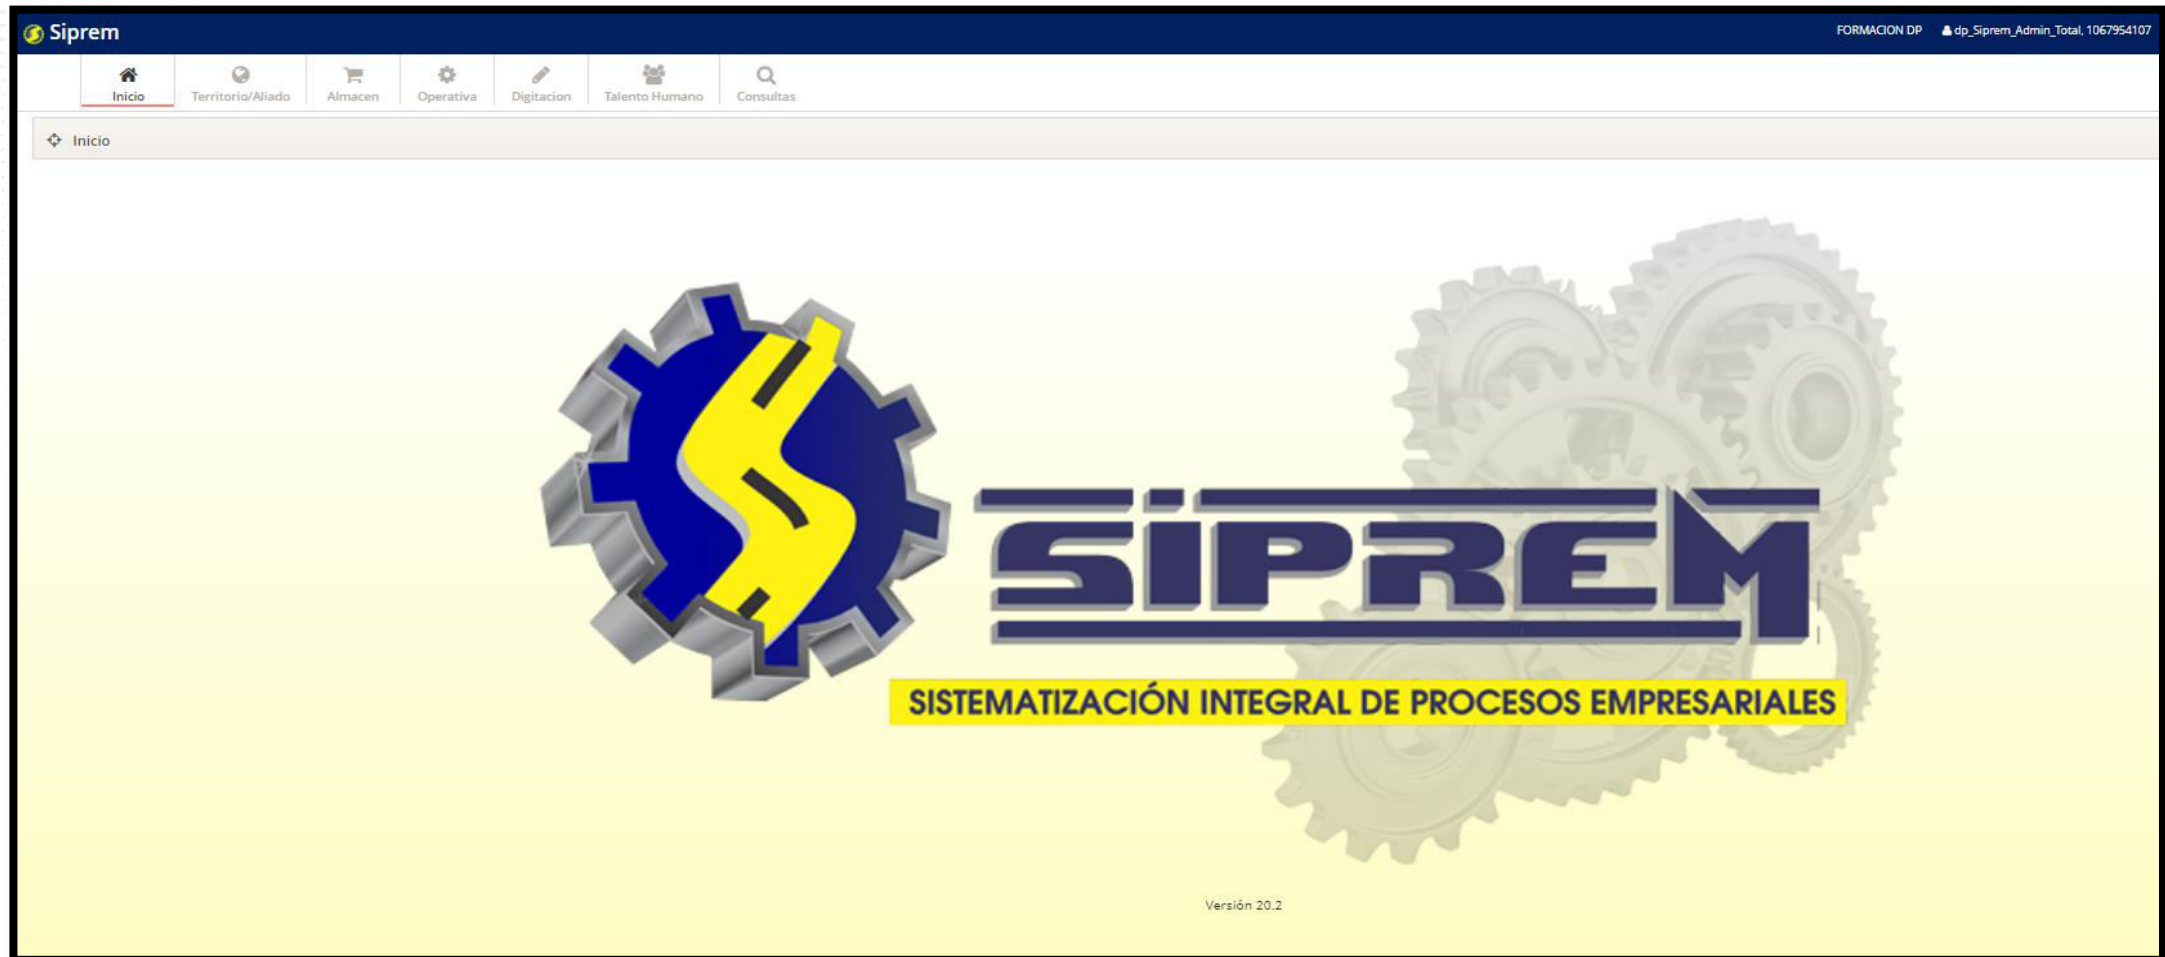 Siprem
FORMACION DP dp_Siprem_Admin_Total, 1067954107
Inicio Territorio/Aliado Almacen Operativa Digitacion Talento Humano Consultas
Inicio
SiPREM
SISTEMATIZACIÓN INTEGRAL DE PROCESOS EMPRESARIALES
Versión 20.2